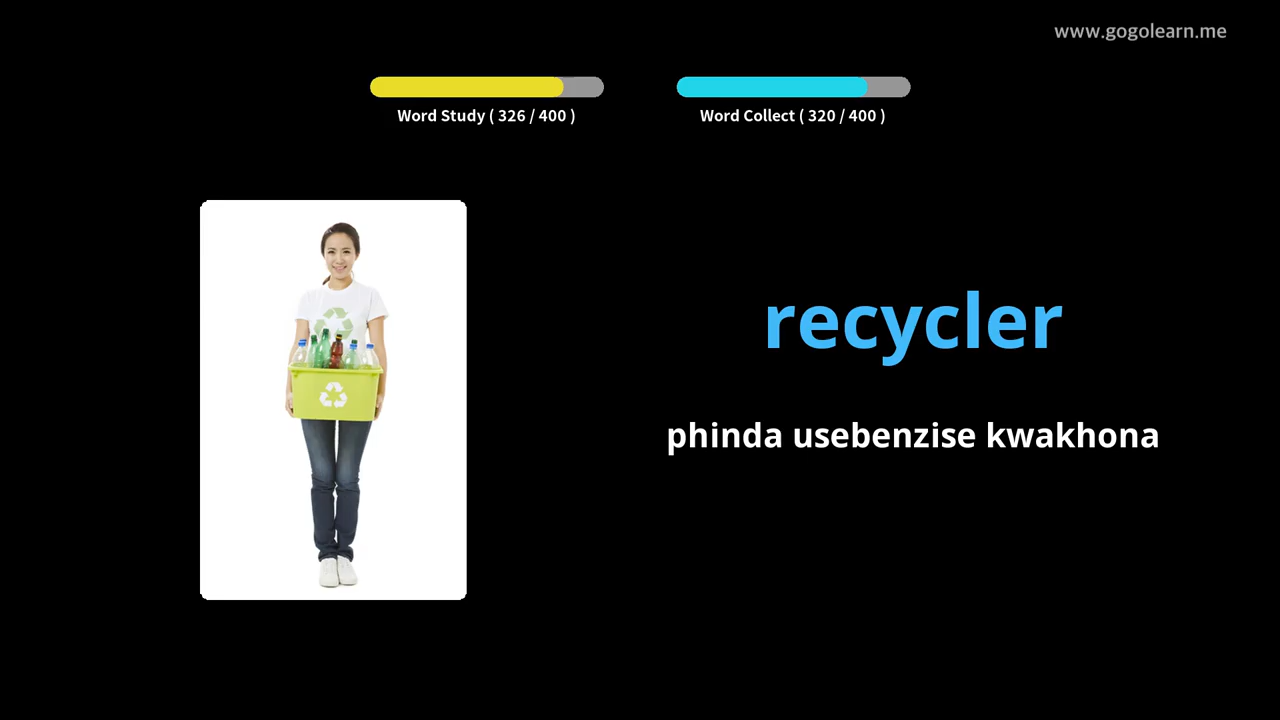 www.gogolearn.me
Word Study ( 326 / 400 )
Word Collect ( 320 / 400 )
recycler
phinda usebenzise kwakhona